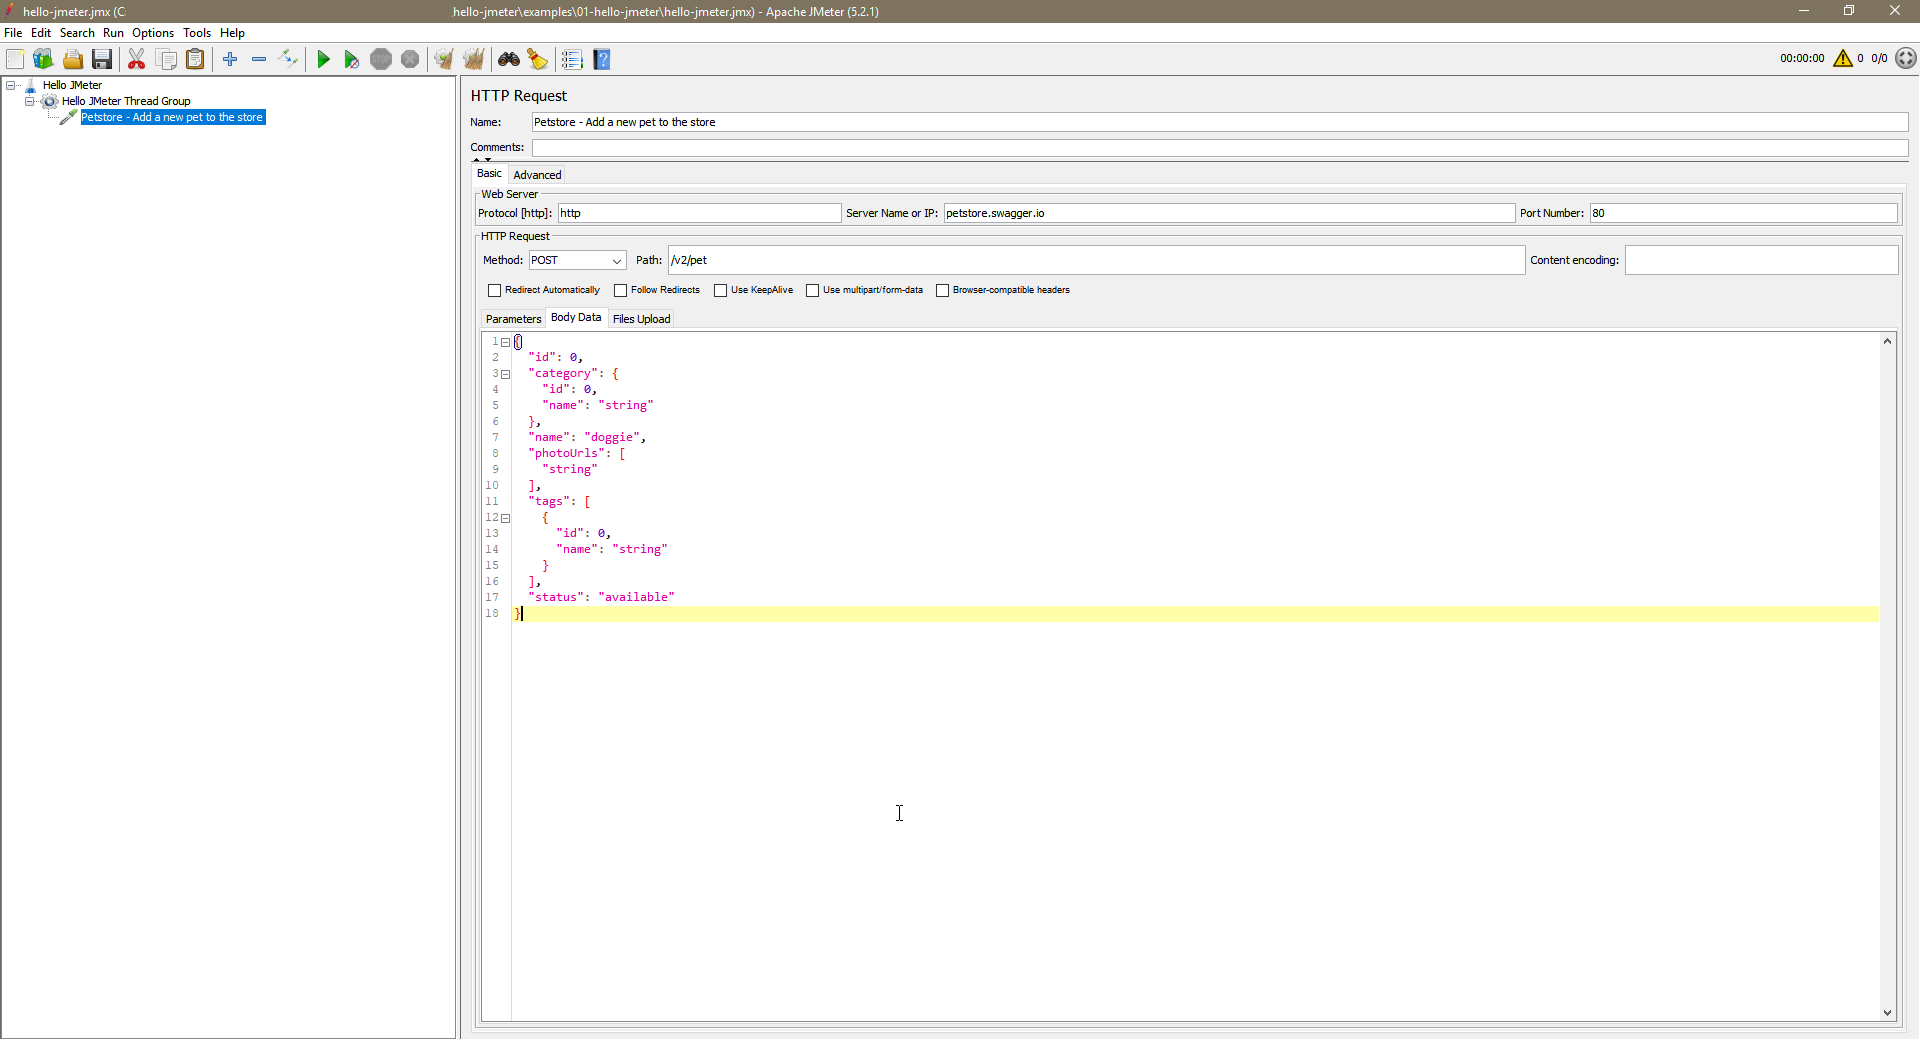 hello-jmeter.jmx (C:                    hello-jmeter\examples\01-hello-jmeter\hello-jmeter.jmx) - Apache JMeter (5.2.1)
File Edit Search Run Options Tools Help
STOP
00:00:00 0 0/0
Hello JMeter
Hello JMeter Thread Group
Petstore - Add a new pet to the store
HTTP Request
Name: Petstore - Add a new pet to the store
Comments:
Basic Advanced
Web Server
Protocol [http]: http Server Name or IP: petstore.swagger.io Port Number: 80
HTTP Request
Method: POST Path: /v2/pet Content encoding:
Redirect Automatically Follow Redirects Use KeepAlive Use multipart/form-data Browser-compatible headers
Parameters Body Data Files Upload
1 {
2   "id": 0,
3   "category": {
4     "id": 0,
5     "name": "string"
6   },
7   "name": "doggie",
8   "photoUrls": [
9     "string"
10   ],
11   "tags": [
12     {
13       "id": 0,
14       "name": "string"
15     }
16   ],
17   "status": "available"
18 }